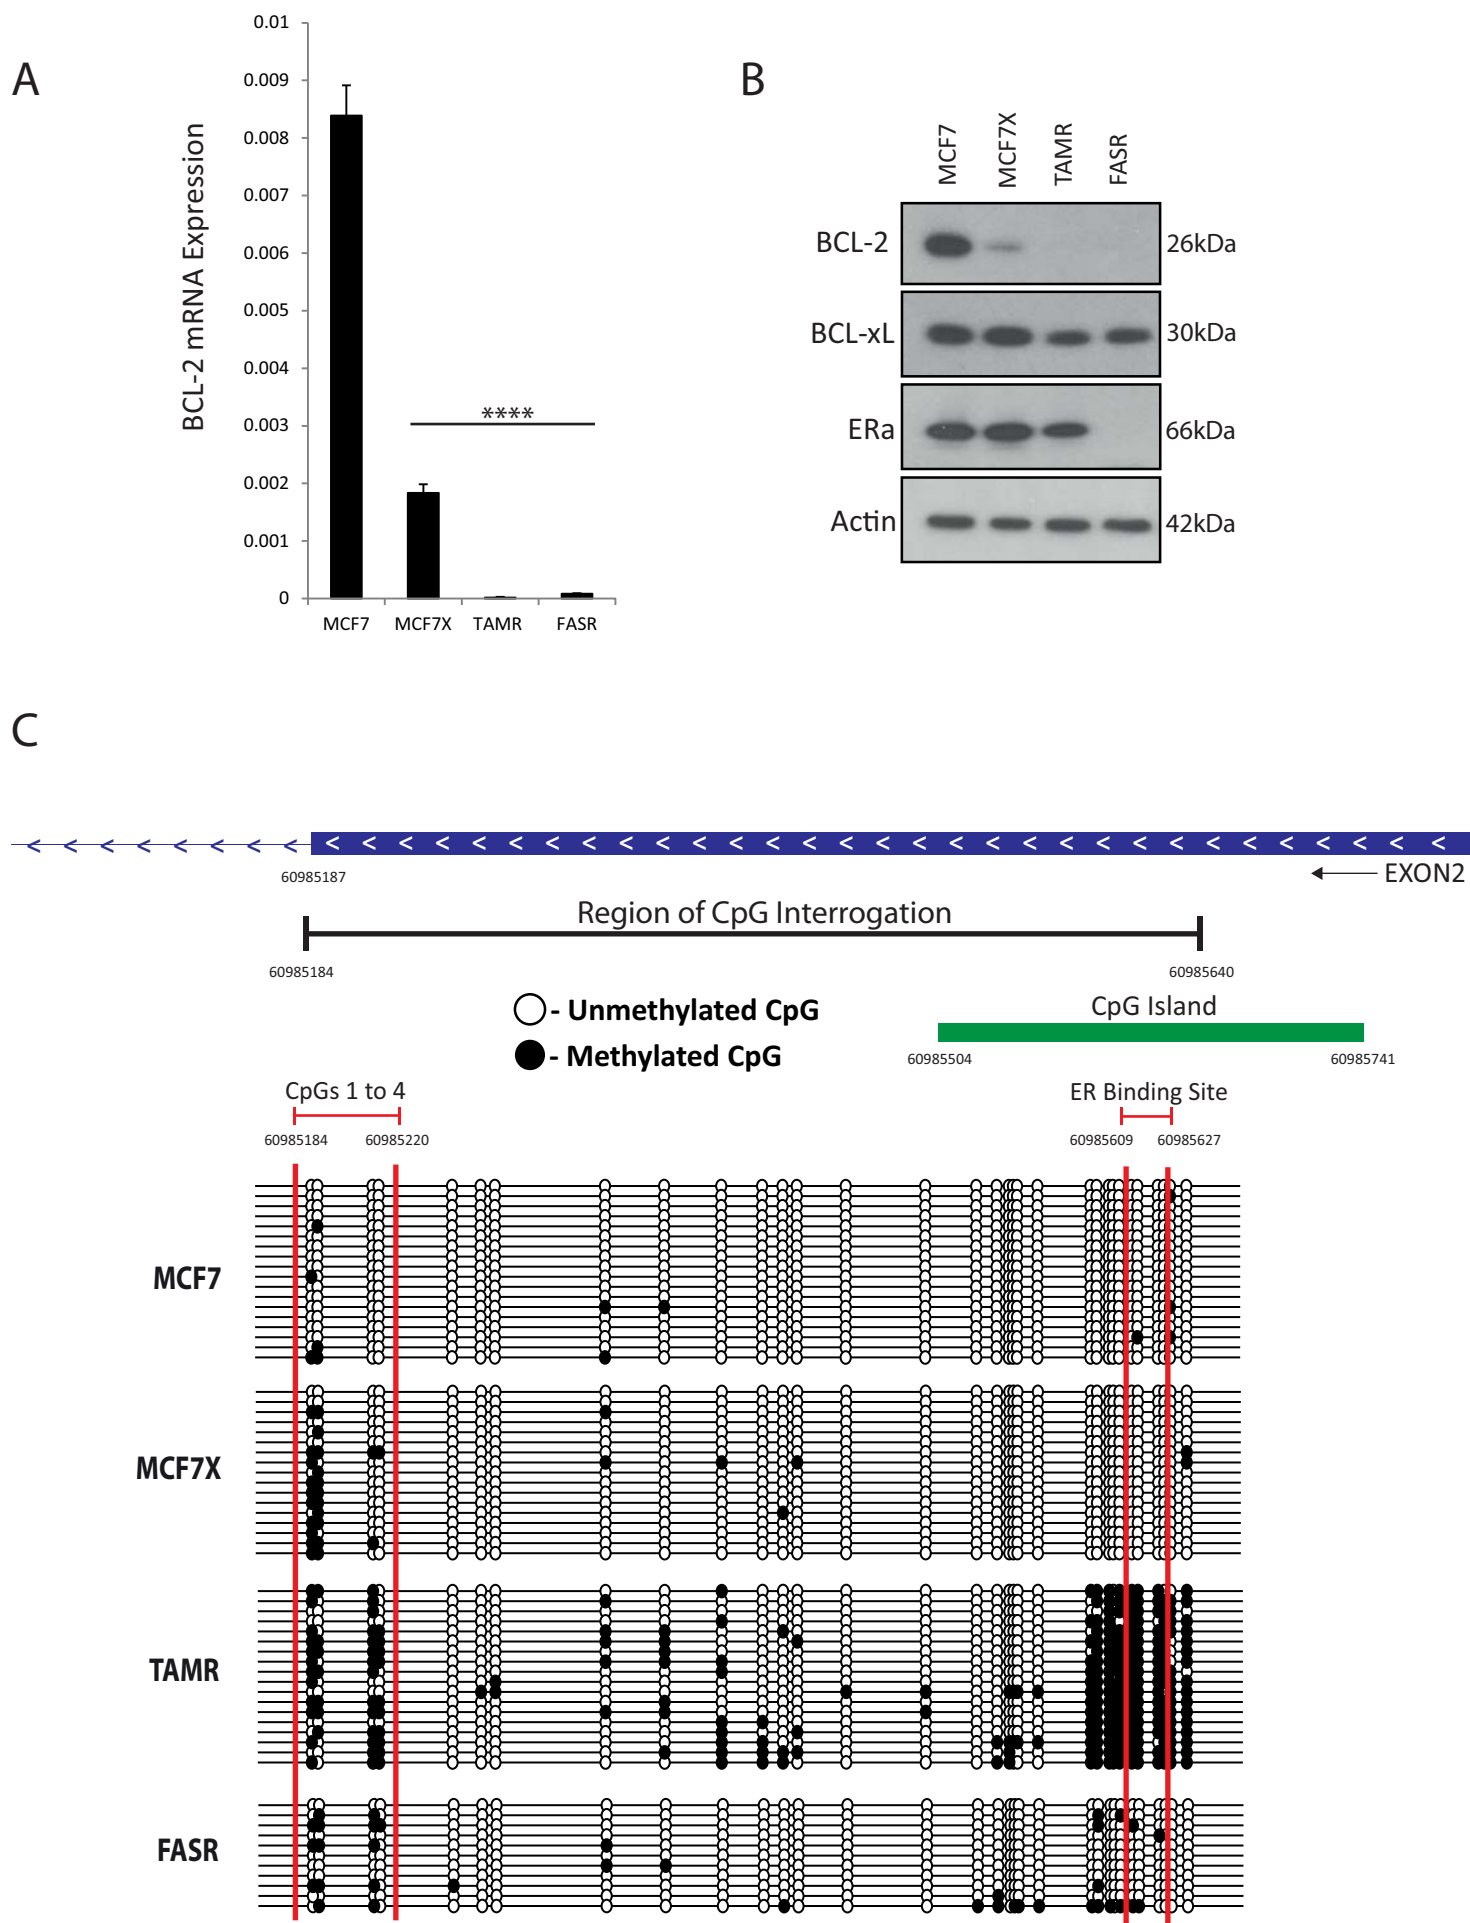 A
BCL-2 mRNA Expression
0.01
0.009
0.008
0.007
0.006
0.005
0.004
0.003
0.002
0.001
0
****
MCF7 MCF7X TAMR FASR
B
MCF7 MCF7X TAMR FASR
BCL-2 26kDa
BCL-xL 30kDa
ERa 66kDa
Actin 42kDa
C
< < < < < < < < < < < < < < < < < < < < < < < < < < < < < < < < < < < < < < <
60985187
EXON2
Region of CpG Interrogation
60985184 60985640
- Unmethylated CpG
- Methylated CpG
CpG Island
60985504 60985741
CpGs 1 to 4
60985184 60985220
ER Binding Site
60985609 60985627
MCF7
MCF7X
TAMR
FASR